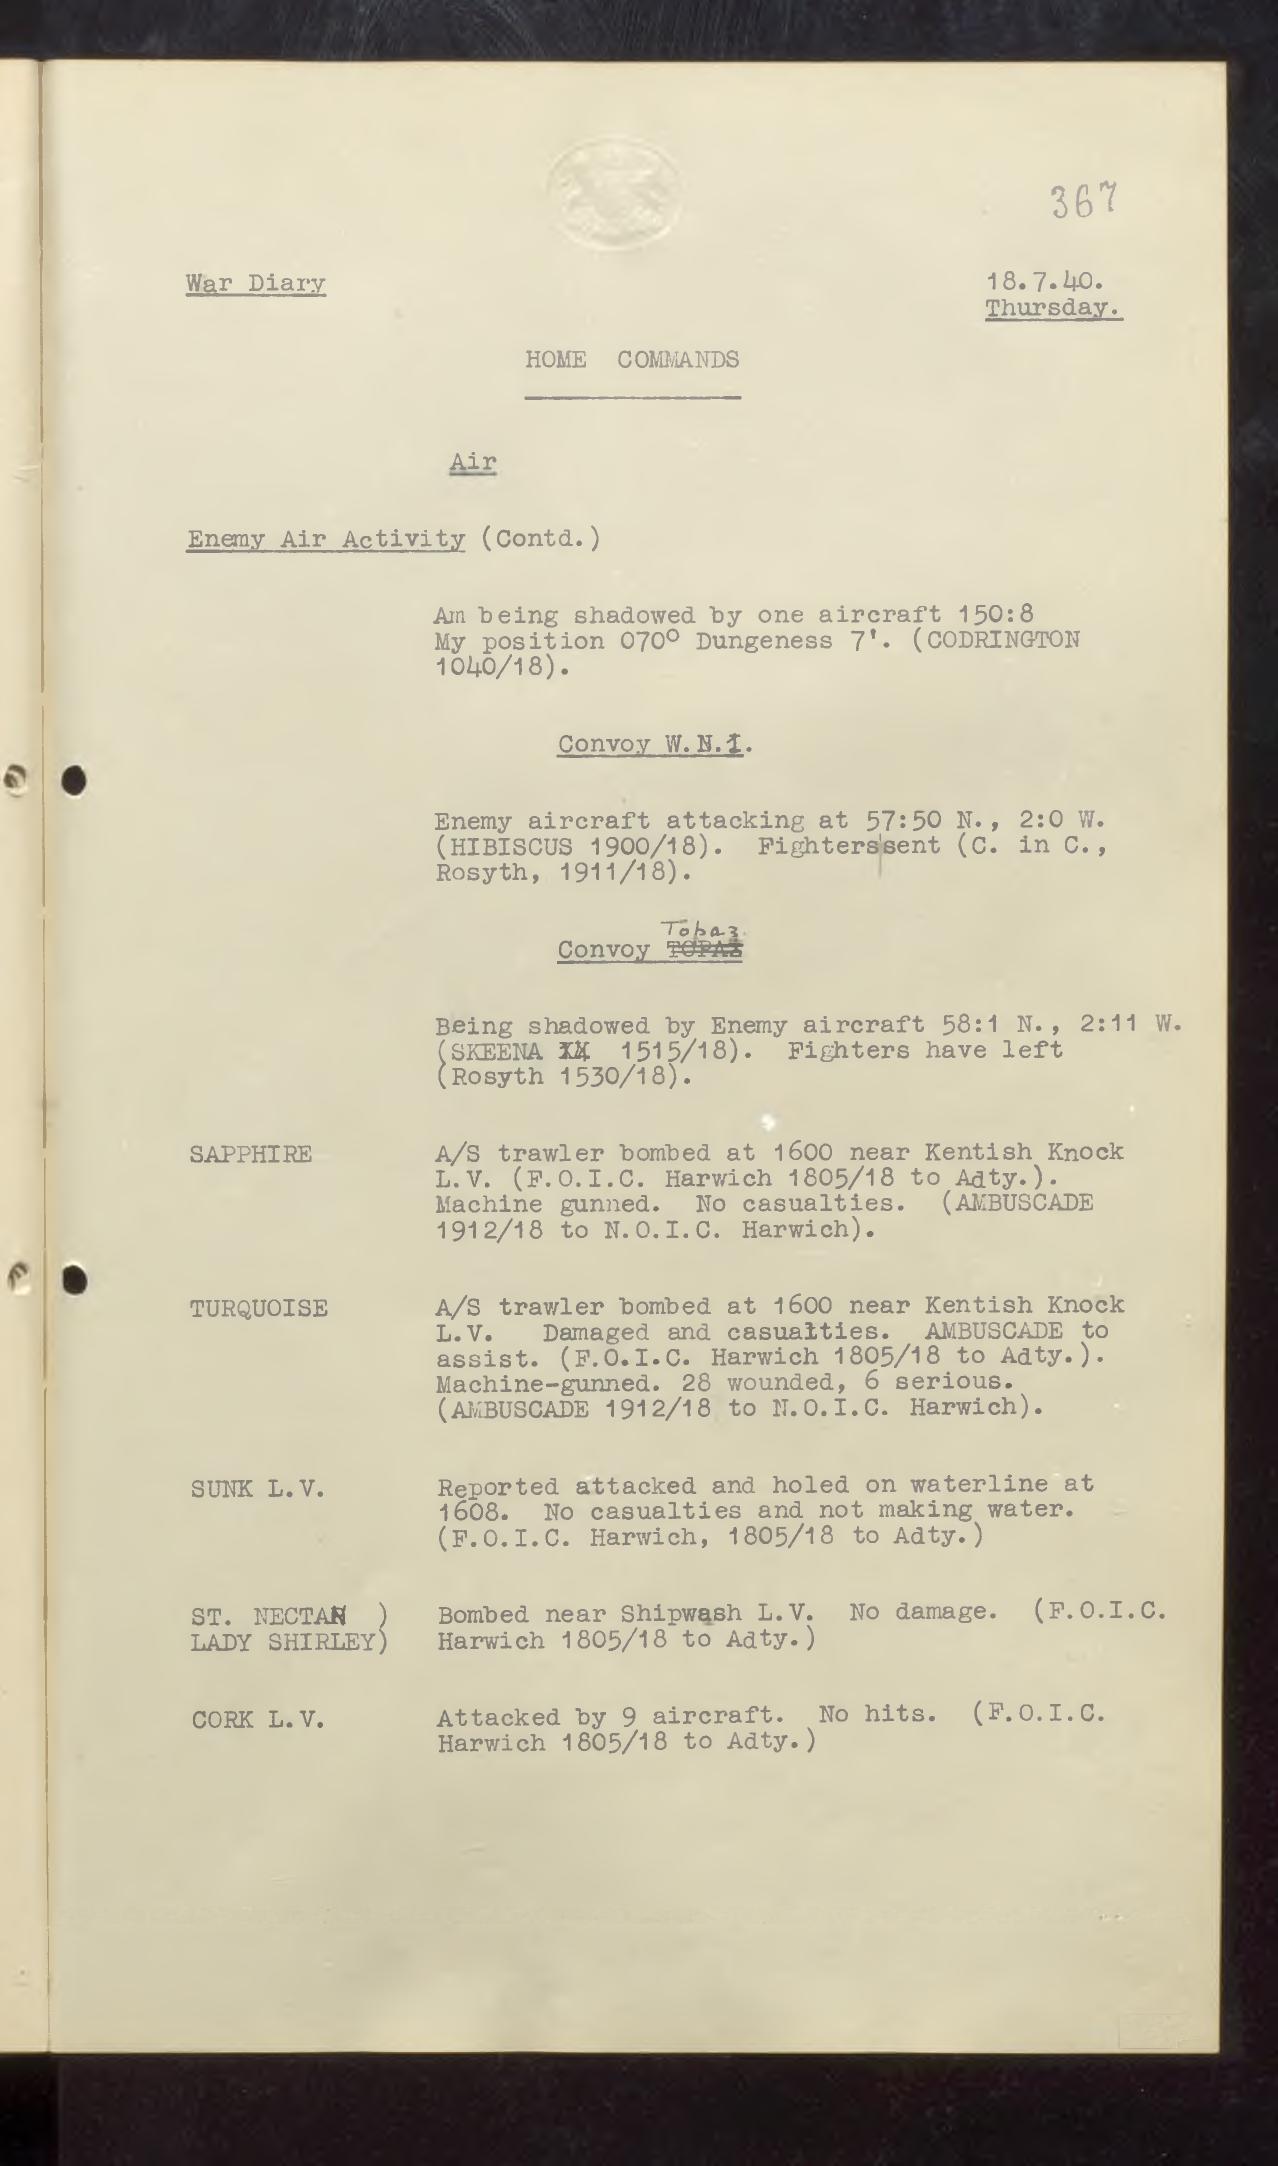 367
War Diary
18.7.40.
Thursday.
HOME COMMANDS
Air
Enemy Air Activity (Contd.)
Am being shadowed by one aircraft 150:8
My position 070° Dungeness 7'. (CODRINGTON
1040/18).
Convoy W.N.1.
Enemy aircraft attacking at 57:50 N., 2:0 W.
(HIBISCUS 1900/18). Fighters sent (C. in C.,
Rosyth, 1911/18).
Topaz
Convoy TOPAZ
Being shadowed by Enemy aircraft 58:1 N., 2:11 W.
(SKEENA XX 1515/18). Fighters have left
(Rosyth 1530/18).
SAPPHIRE A/S trawler bombed at 1600 near Kentish Knock
L.V. (F.O.I.C. Harwich 1805/18 to Adty.).
Machine gunned. No casualties. (AMBUSCADE
1912/18 to N.O.I.C. Harwich).
TURQUOISE A/S trawler bombed at 1600 near Kentish Knock
L.V. Damaged and casualties. AMBUSCADE to
assist. (F.O.I.C. Harwich 1805/18 to Adty.).
Machine-gunned. 28 wounded, 6 serious.
(AMBUSCADE 1912/18 to N.O.I.C. Harwich).
SUNK L.V. Reported attacked and holed on waterline at
1608. No casualties and not making water.
(F.O.I.C. Harwich, 1805/18 to Adty.)
ST. NECTAN ) Bombed near Shipwash L.V. No damage. (F.O.I.C.
LADY SHIRLEY) Harwich 1805/18 to Adty.)
CORK L.V. Attacked by 9 aircraft. No hits. (F.O.I.C.
Harwich 1805/18 to Adty.)